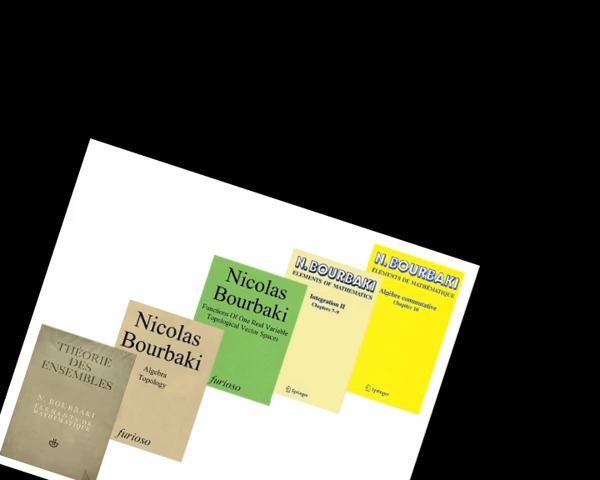 THÉORIE
DES
ENSEMBLES
N. BOURBAKI
ÉLÉMENTS DE
MATHÉMATIQUE
Nicolas
Bourbaki
Algebra
Topology
furioso
Nicolas
Bourbaki
Functions Of One Real Variable
Topological Vector Spaces
furioso
N. BOURBAKI
ELEMENTS OF MATHEMATICS
Integration II
Chapters 7–9
Springer
N. BOURBAKI
ÉLÉMENTS DE MATHÉMATIQUE
Algèbre commutative
Chapitre 10
Springer